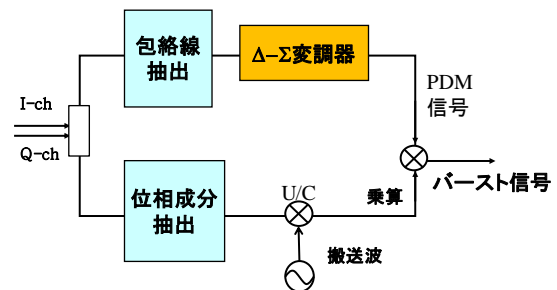 包絡線
抽出
Δ−Σ変調器
PDM
信号
I-ch
Q-ch
位相成分
抽出
U/C
乗算
バースト信号
搬送波